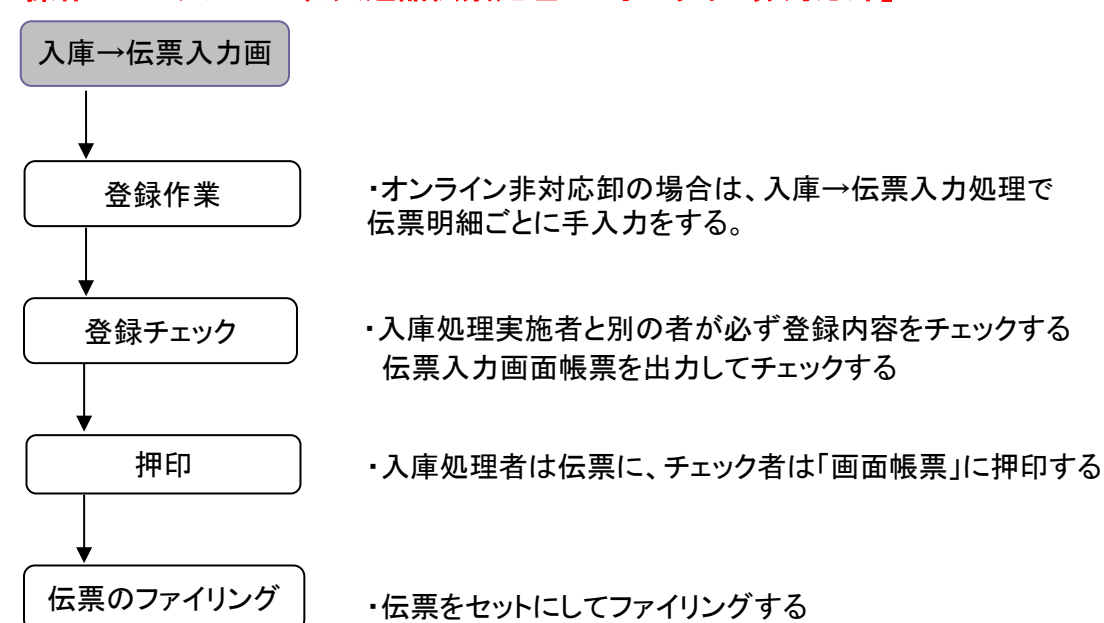 入庫→伝票入力画
登録作業
・オンライン非対応卸の場合は、入庫→伝票入力処理で
伝票明細ごとに手入力をする。
登録チェック
・入庫処理実施者と別の者が必ず登録内容をチェックする
伝票入力画面帳票を出力してチェックする
押印
・入庫処理者は伝票に、チェック者は「画面帳票」に押印する
伝票のファイリング
・伝票をセットにしてファイリングする